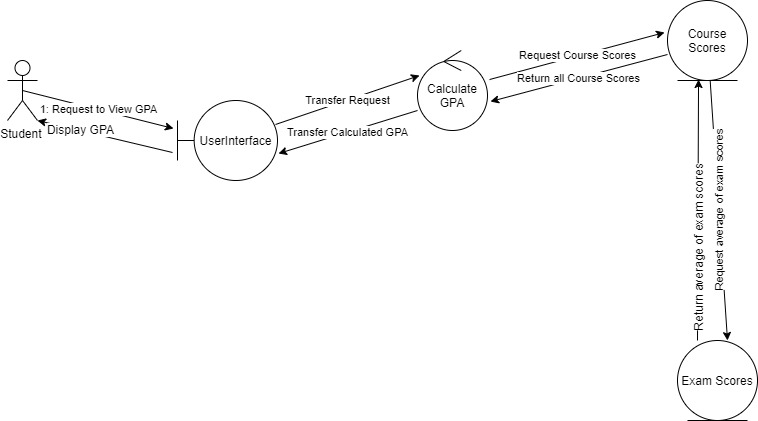 Course
Scores
Request Course Scores
Return all Course Scores
Calculate
GPA
Transfer Request
1: Request to View GPA
Student
Display GPA
Transfer Calculated GPA
UserInterface
Return average of exam scores
Request average of exam scores
Exam Scores